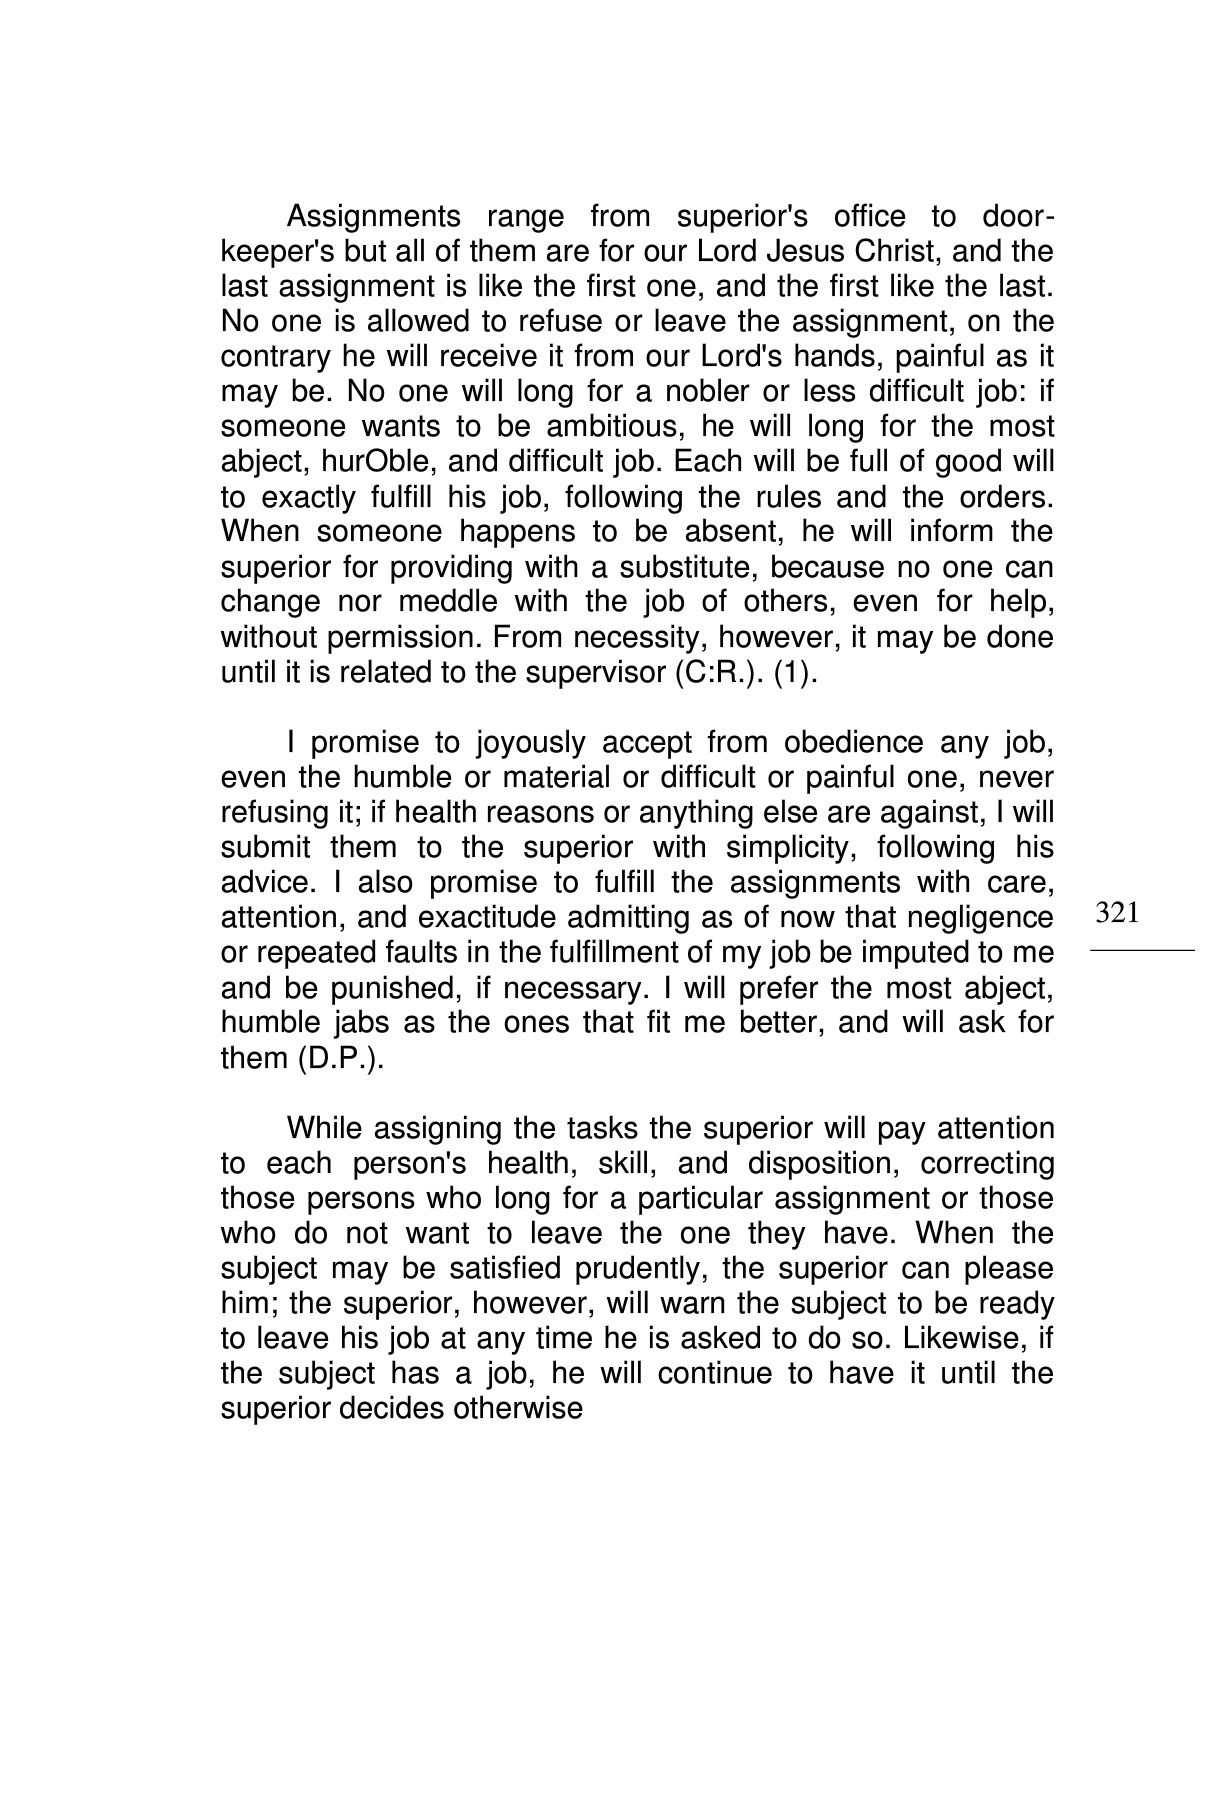 Assignments range from superior's office to door-
keeper's but all of them are for our Lord Jesus Christ, and the
last assignment is like the first one, and the first like the last.
No one is allowed to refuse or leave the assignment, on the
contrary he will receive it from our Lord's hands, painful as it
may be. No one will long for a nobler or less difficult job: if
someone wants to be ambitious, he will long for the most
abject, hurOble, and difficult job. Each will be full of good will
to exactly fulfill his job, following the rules and the orders.
When someone happens to be absent, he will inform the
superior for providing with a substitute, because no one can
change nor meddle with the job of others, even for help,
without permission. From necessity, however, it may be done
until it is related to the supervisor (C:R.). (1).
I promise to joyously accept from obedience any job,
even the humble or material or difficult or painful one, never
refusing it; if health reasons or anything else are against, I will
submit them to the superior with simplicity, following his
advice. I also promise to fulfill the assignments with care,
attention, and exactitude admitting as of now that negligence
or repeated faults in the fulfillment of my job be imputed to me
and be punished, if necessary. I will prefer the most abject,
humble jabs as the ones that fit me better, and will ask for
them (D.P.).
321
While assigning the tasks the superior will pay attention
to each person's health, skill, and disposition, correcting
those persons who long for a particular assignment or those
who do not want to leave the one they have. When the
subject may be satisfied prudently, the superior can please
him; the superior, however, will warn the subject to be ready
to leave his job at any time he is asked to do so. Likewise, if
the subject has a job, he will continue to have it until the
superior decides otherwise